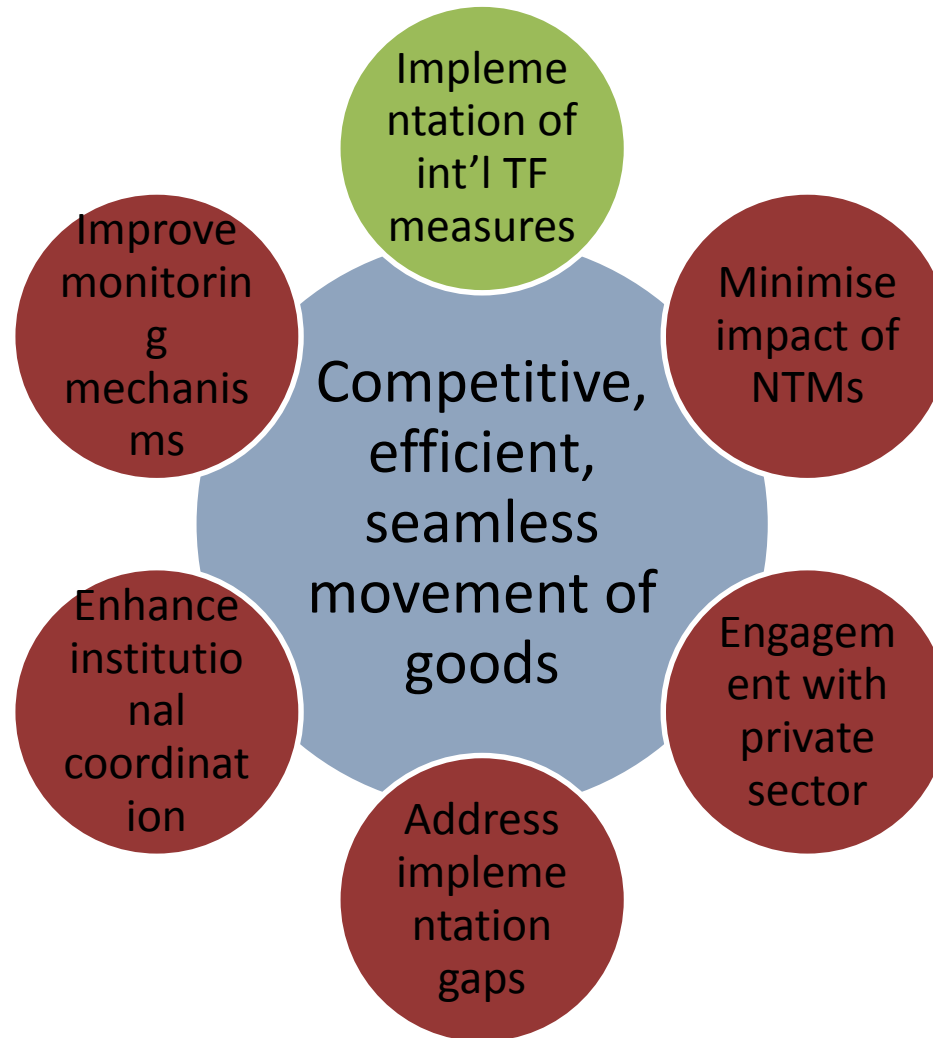 Impleme
ntation of
int’l TF
measures
Minimise
impact of
NTMs
Engagem
ent with
private
sector
Address
impleme
ntation
gaps
Enhance
institutio
nal
coordinat
ion
Improve
monitorin
g
mechanis
ms
Competitive,
efficient,
seamless
movement of
goods